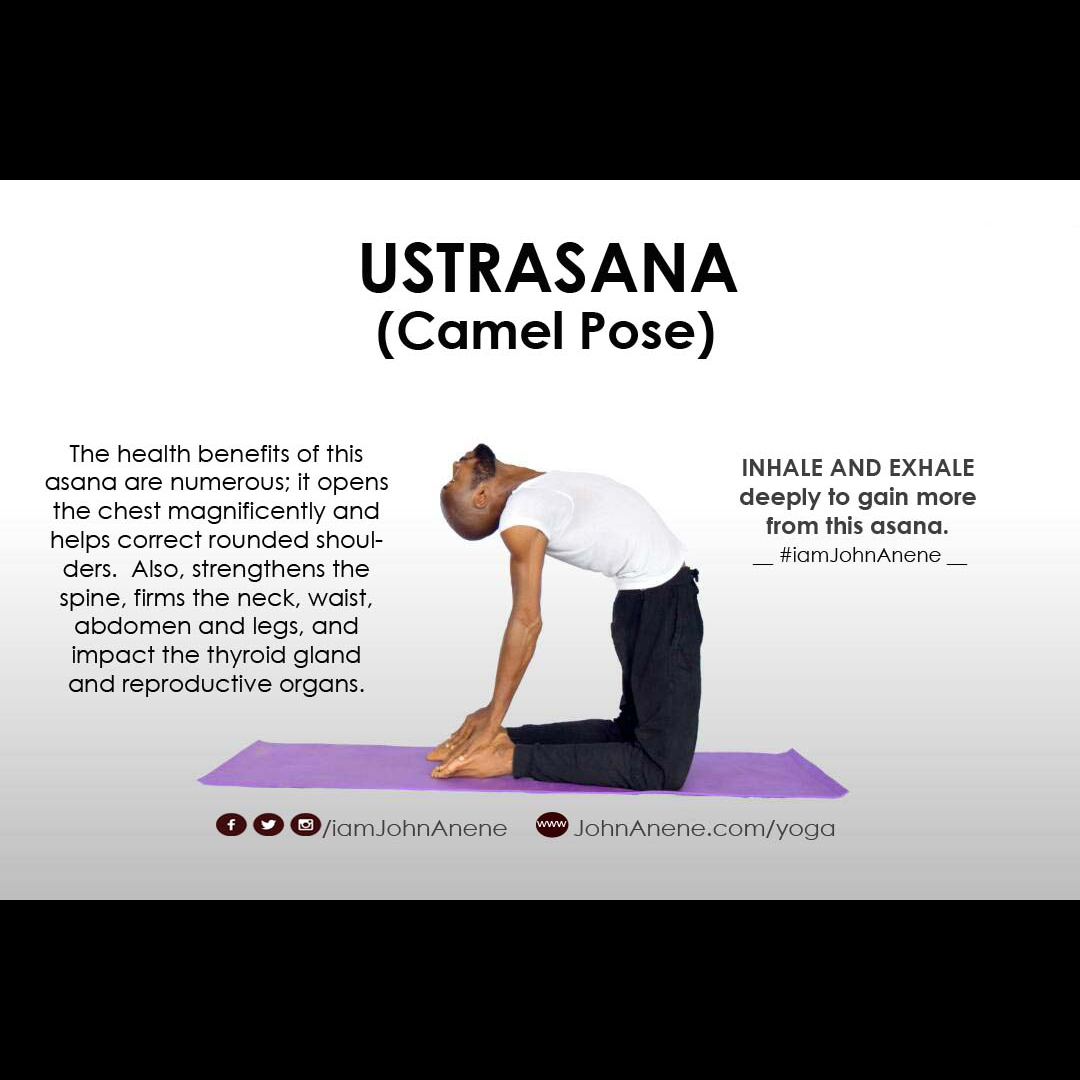 USTRASANA
(Camel Pose)
The health benefits of this
asana are numerous; it opens
the chest magnificently and
helps correct rounded shoul-
ders.  Also, strengthens the
spine, firms the neck, waist,
abdomen and legs, and
impact the thyroid gland
and reproductive organs.
INHALE AND EXHALE
deeply to gain more
from this asana.
__ #iamJohnAnene __
/iamJohnAnene
www JohnAnene.com/yoga